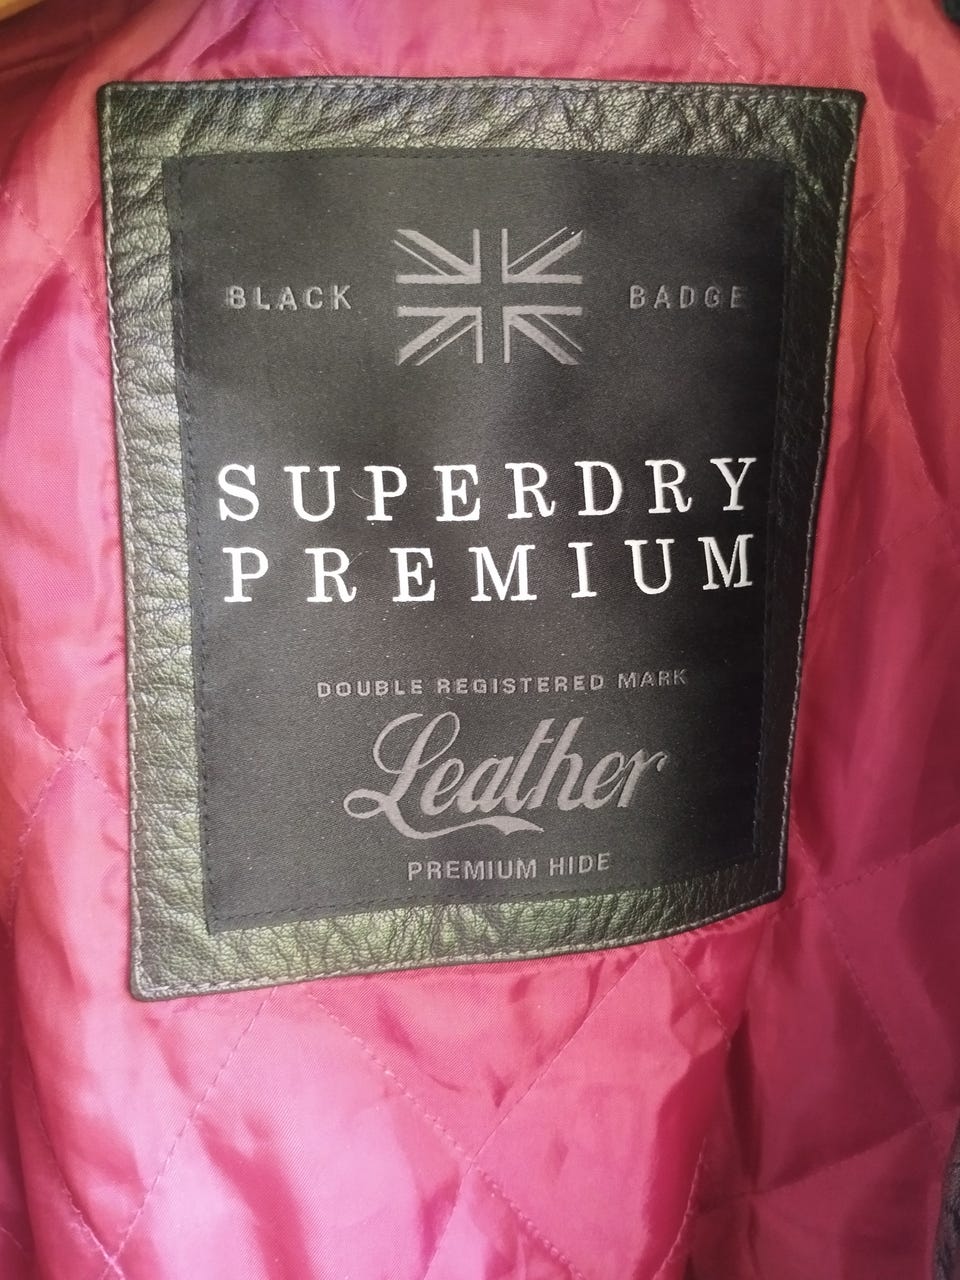 BLACK BADGE
SUPERDRY
PREMIUM
DOUBLE REGISTERED MARK
Leather
PREMIUM HIDE